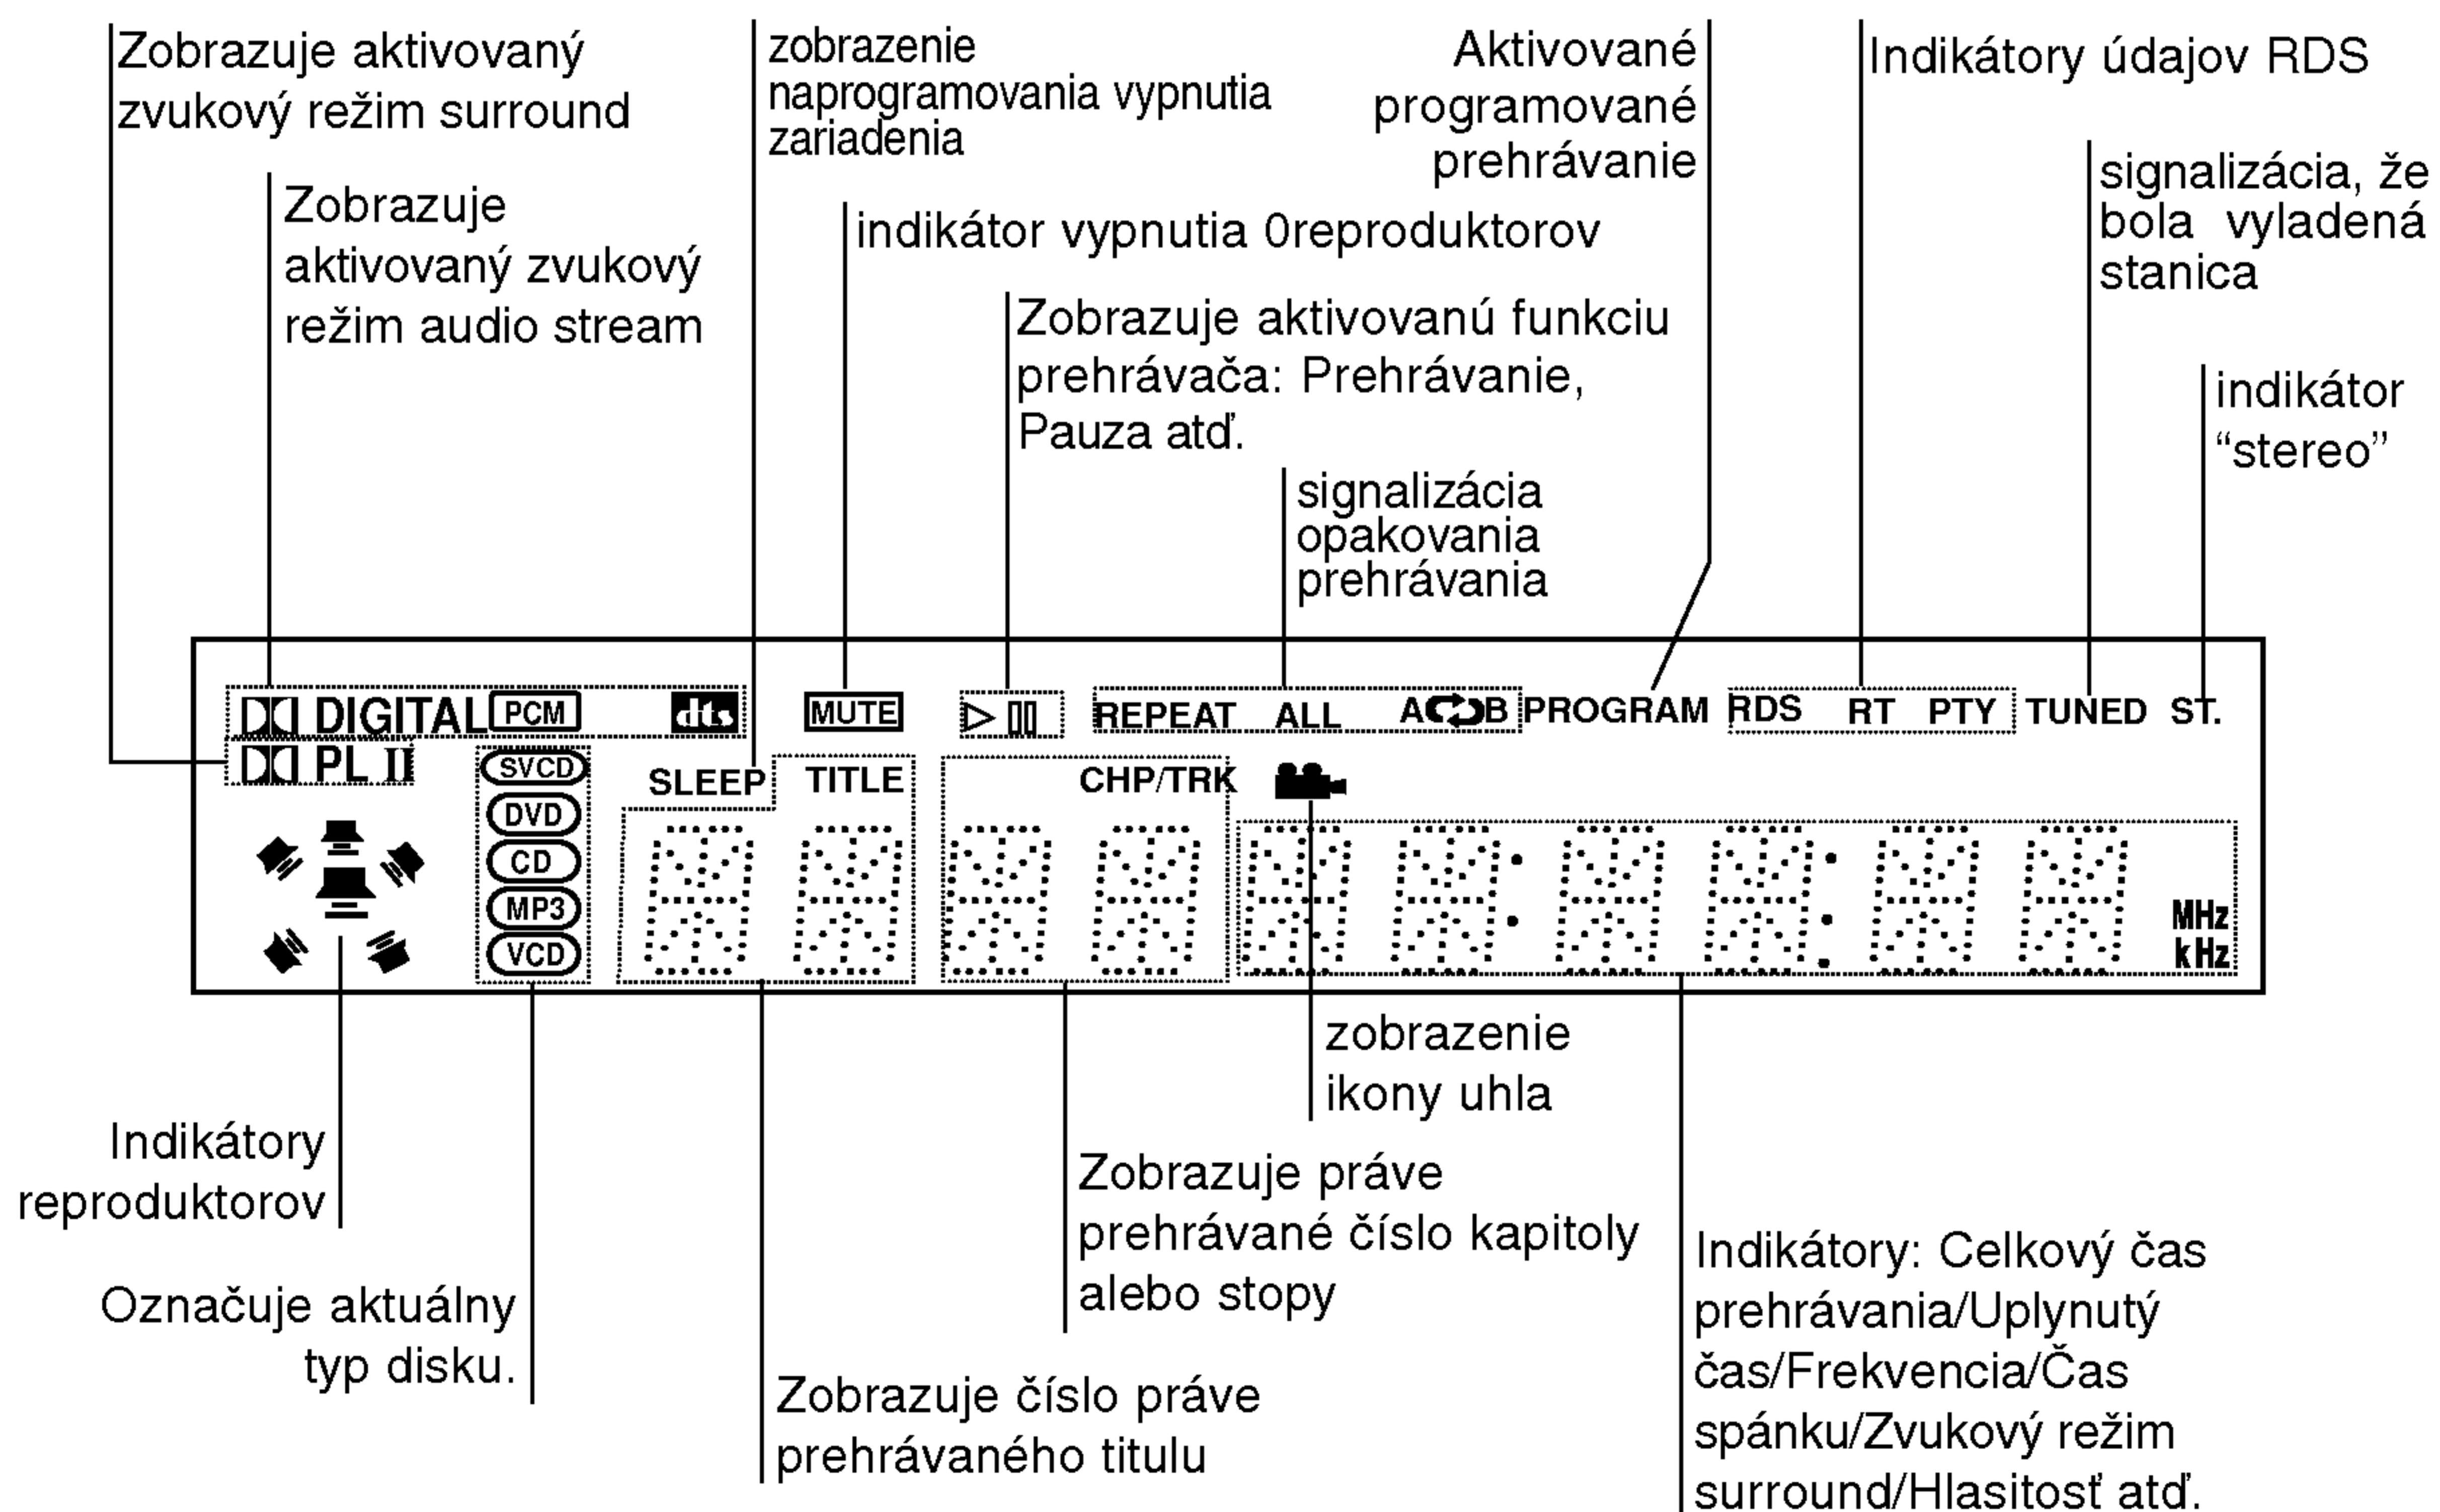 Zobrazuje aktivovaný
zvukový režim surround
Zobrazuje
aktivovaný zvukový
režim audio stream
zobrazenie
naprogramovania vypnutia
zariadenia
indikátor vypnutia 0reproduktorov
Zobrazuje aktivovanú funkciu
prehrávača: Prehrávanie,
Pauza atď.
signalizácia
opakovania
prehrávania
Aktivované
programované
prehrávanie
Indikátory údajov RDS
signalizácia, že
bola vyladená
stanica
indikátor
“stereo”
DIGITAL PCM dts MUTE REPEAT ALL A B PROGRAM RDS RT PTY TUNED ST.
PL II
SVCD
DVD
CD
MP3
VCD
SLEEP TITLE CHP/TRK
MHz
kHz
Indikátory
reproduktorov
Označuje aktuálny
typ disku.
Zobrazuje číslo práve
prehrávaného titulu
Zobrazuje práve
prehrávané číslo kapitoly
alebo stopy
zobrazenie
ikony uhla
Indikátory: Celkový čas
prehrávania/Uplynutý
čas/Frekvencia/Čas
spánku/Zvukový režim
surround/Hlasitosť atď.